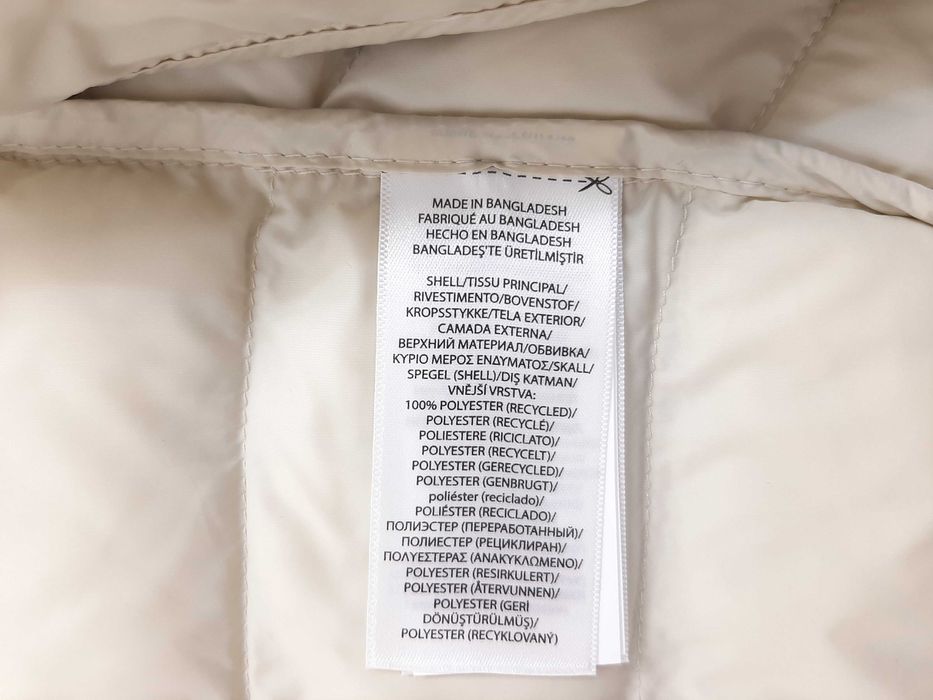 MADE IN BANGLADESH
FABRIQUÉ AU BANGLADESH
HECHO EN BANGLADESH
BANGLADEŞ'TE ÜRETİLMİŞTİR
SHELL/TISSU PRINCIPAL/
RIVESTIMENTO/BOVENSTOF/
KROPSSTYKKE/TELA EXTERIOR/
CAMADA EXTERNA/
ВЕРХНИЙ МАТЕРИАЛ/ОБВИВКА/
ΚΥΡΙΟ ΜΕΡΟΣ ΕΝΔΥΜΑΤΟΣ/SKALL/
SPEGEL (SHELL)/DIŞ KATMAN/
VNĚJŠÍ VRSTVA:
100% POLYESTER (RECYCLED)/
POLYESTER (RECYCLÉ)/
POLIESTERE (RICICLATO)/
POLYESTER (RECYCELT)/
POLYESTER (GERECYCLED)/
POLYESTER (GENBRUGT)/
poliéster (reciclado)/
POLIÉSTER (RECICLADO)/
ПОЛИЭСТЕР (ПЕРЕРАБОТАННЫЙ)/
ПОЛИЕСТЕР (РЕЦИКЛИРАН)/
ΠΟΛΥΕΣΤΕΡΑΣ (ΑΝΑΚΥΚΛΩΜΕΝΟ)/
POLYESTER (RESIRKULERT)/
POLYESTER (ÅTERVUNNEN)/
POLYESTER (GERİ
DÖNÜŞTÜRÜLMÜŞ)/
POLYESTER (RECYKLOVANÝ)